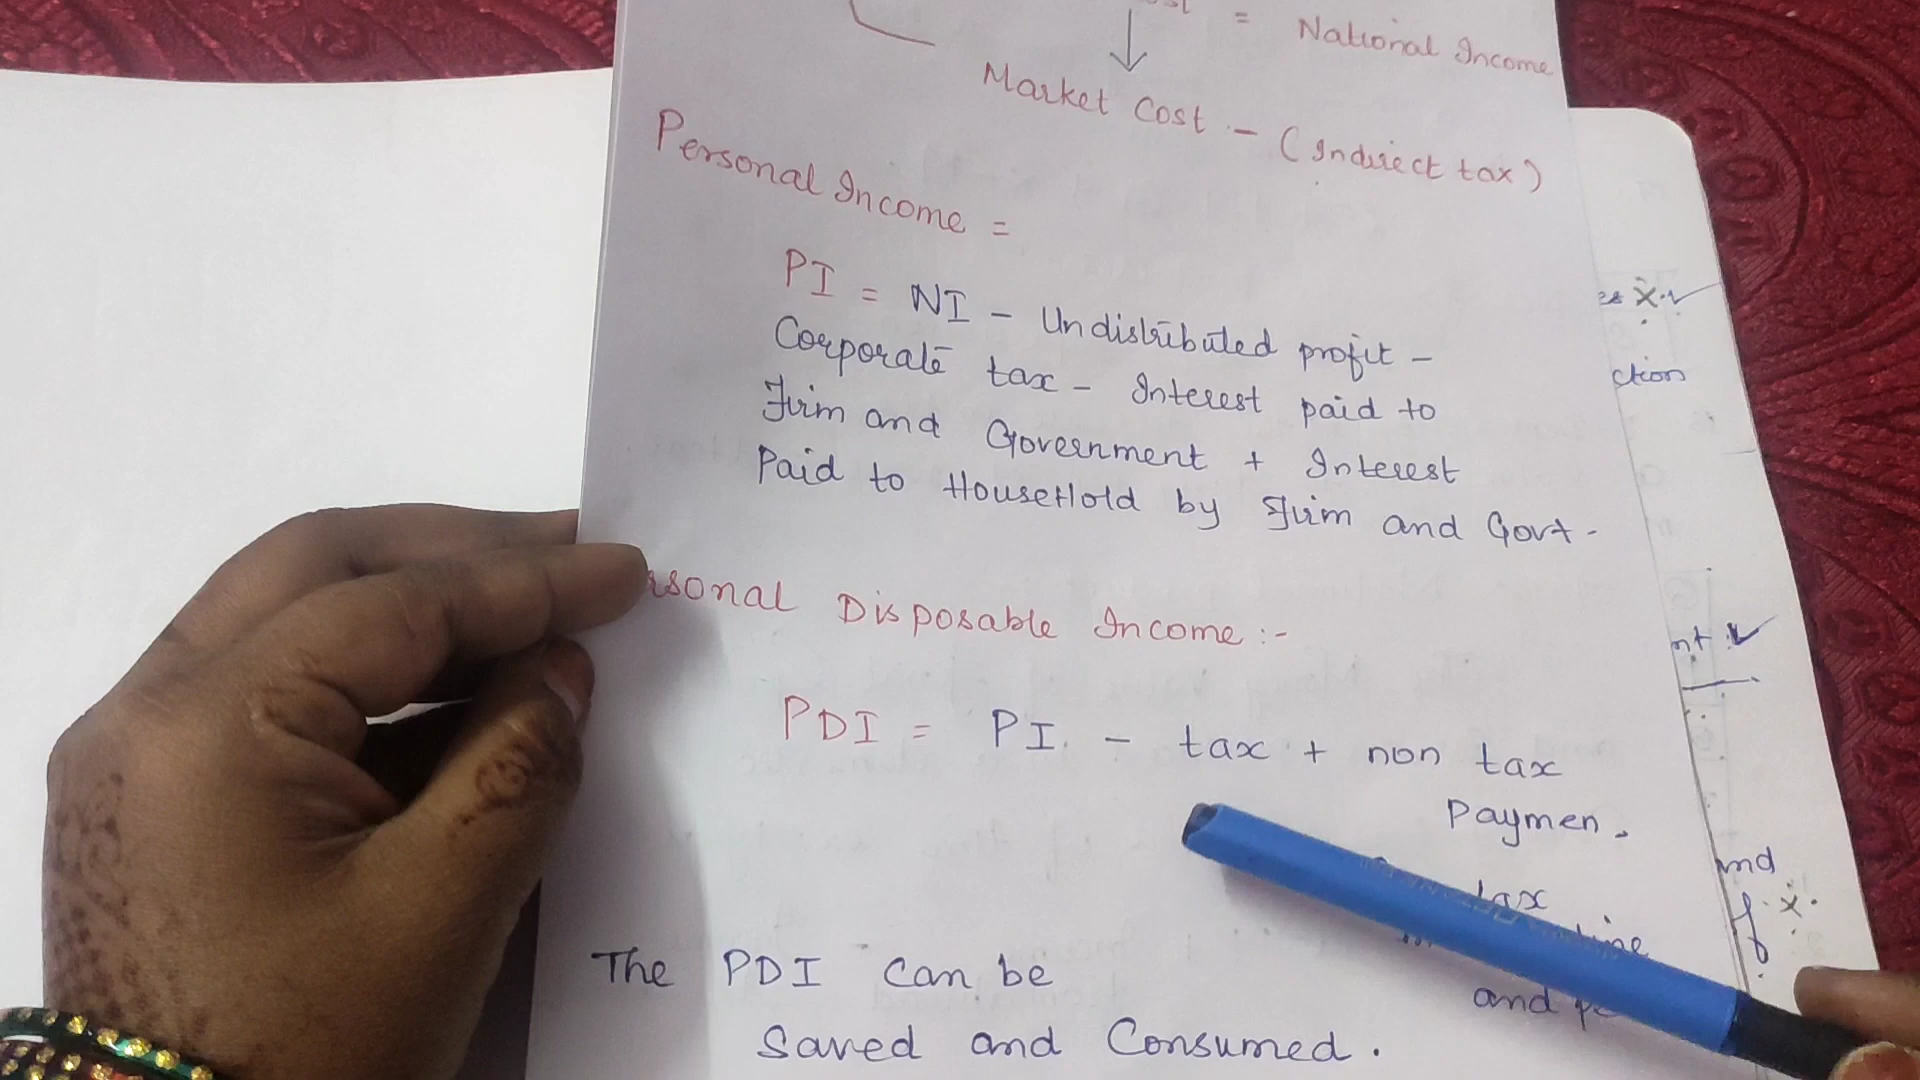 = National Income
Market Cost - (Indirect tax)
Personal Income =
PI = NI - Undistributed profit -
Corporate tax - Interest paid to
Firm and Government + Interest
Paid to HouseHold by Firm and Govt.
Disposable Income :-
PDI = PI - tax + non tax
Paymen.
tax
and
The PDI Can be
Saved and Consumed.